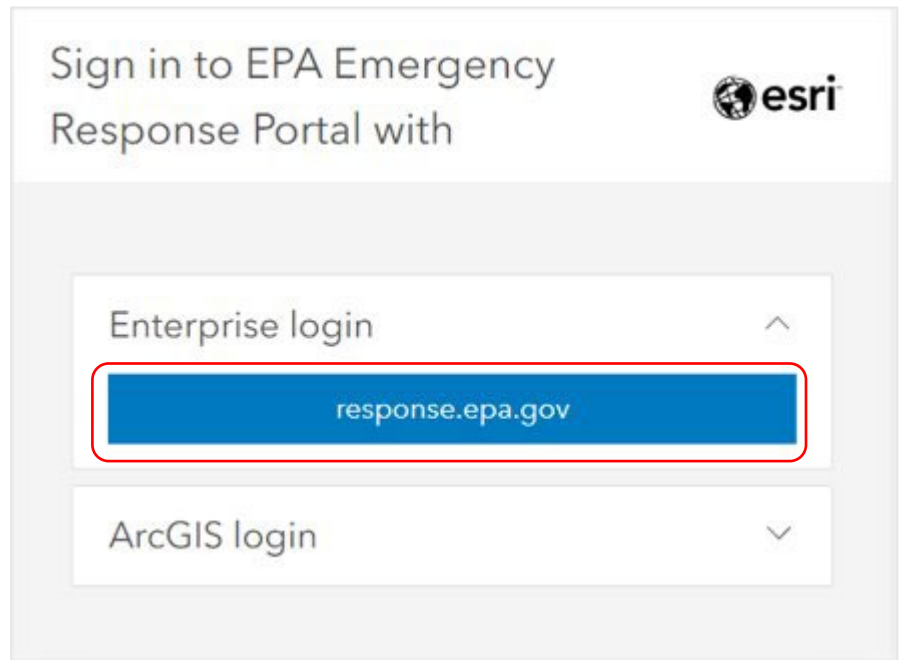 Sign in to EPA Emergency
Response Portal with
esri
Enterprise login
response.epa.gov
ArcGIS login